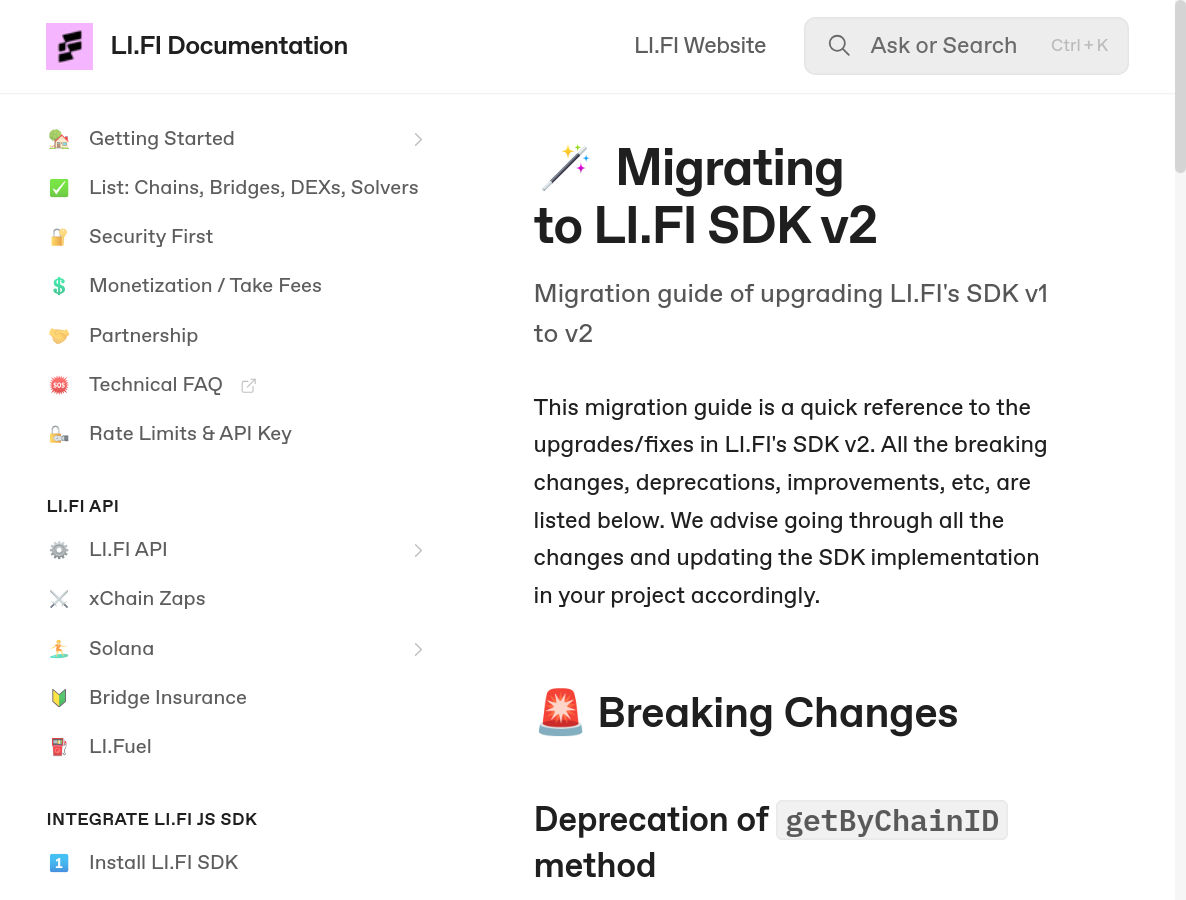 LI.FI Documentation
LI.FI Website
Ask or Search
Ctrl + K
Getting Started
List: Chains, Bridges, DEXs, Solvers
Security First
Monetization / Take Fees
Partnership
Technical FAQ
Rate Limits & API Key
LI.FI API
LI.FI API
xChain Zaps
Solana
Bridge Insurance
LI.Fuel
INTEGRATE LI.FI JS SDK
1 Install LI.FI SDK
Migrating
to LI.FI SDK v2
Migration guide of upgrading LI.FI's SDK v1
to v2
This migration guide is a quick reference to the
upgrades/fixes in LI.FI's SDK v2. All the breaking
changes, deprecations, improvements, etc, are
listed below. We advise going through all the
changes and updating the SDK implementation
in your project accordingly.
Breaking Changes
Deprecation of getByChainID
method